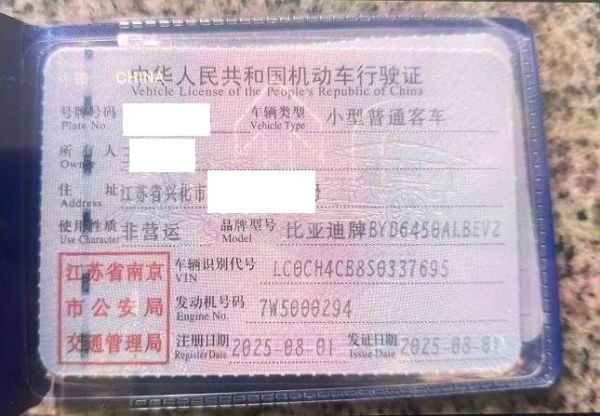 中国 CHINA
中华人民共和国机动车行驶证
Vehicle License of the People's Republic of China
号牌号码 车辆类型 小型普通客车
Plate No. Vehicle Type
所有人
Owner
住址 江苏省兴化市 号
Address
使用性质 非营运 品牌型号 比亚迪牌BYD6450ALBEV2
Use Character Model
江苏省南京 车辆识别代号 LC0CH4CB8S0337695
VIN
市公安局 发动机号码 7W5000294
Engine No.
交通管理局 注册日期 2025-08-01 发证日期 2025-08-01
Register Date Issue Date